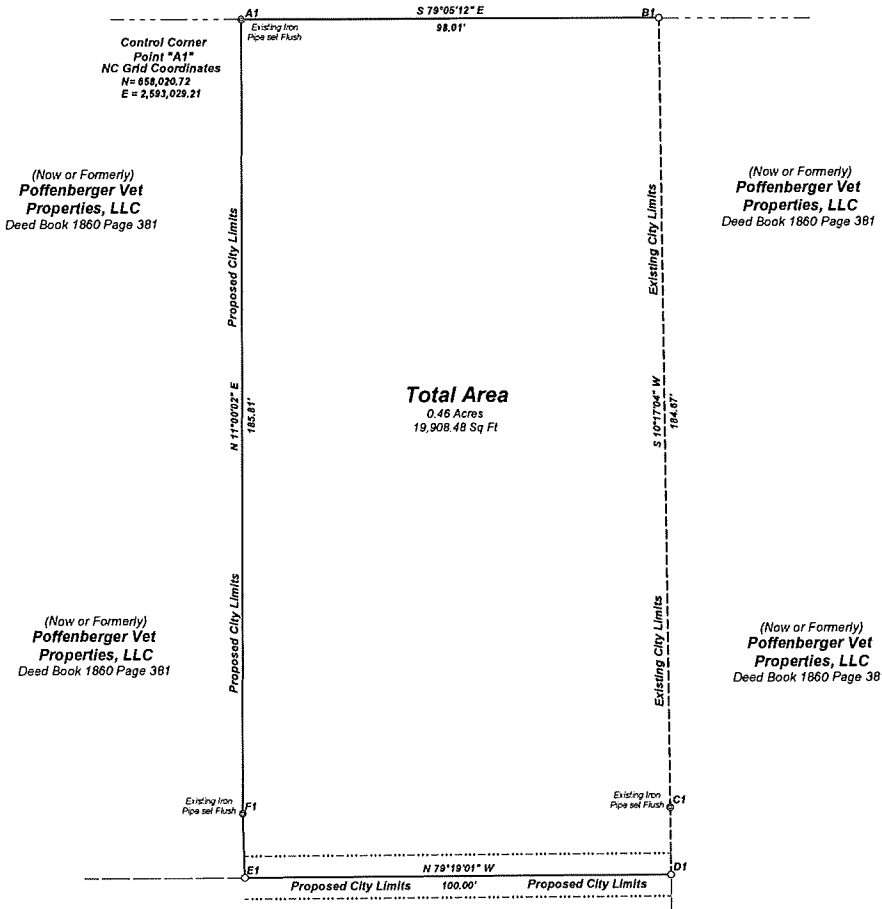 S 79°05'12" E
A1
B1
98.01'
Existing Iron
Pipe set Flush
Control Corner
Point "A1"
NC Grid Coordinates
N= 658,020.72
E = 2,593,029.21
(Now or Formerly)
Poffenberger Vet
Properties, LLC
Deed Book 1860 Page 381
(Now or Formerly)
Poffenberger Vet
Properties, LLC
Deed Book 1860 Page 381
Proposed City Limits
Existing City Limits
Total Area
0.46 Acres
19,908.48 Sq Ft
N 11°00'02" E
185.81'
S 10°17'04" W
184.67'
Proposed City Limits
Existing City Limits
(Now or Formerly)
Poffenberger Vet
Properties, LLC
Deed Book 1860 Page 381
(Now or Formerly)
Poffenberger Vet
Properties, LLC
Deed Book 1860 Page 38
Existing Iron
Pipe set Flush
F1
Existing Iron
Pipe set Flush
C1
E1
N 79°19'01" W
D1
Proposed City Limits 100.00' Proposed City Limits